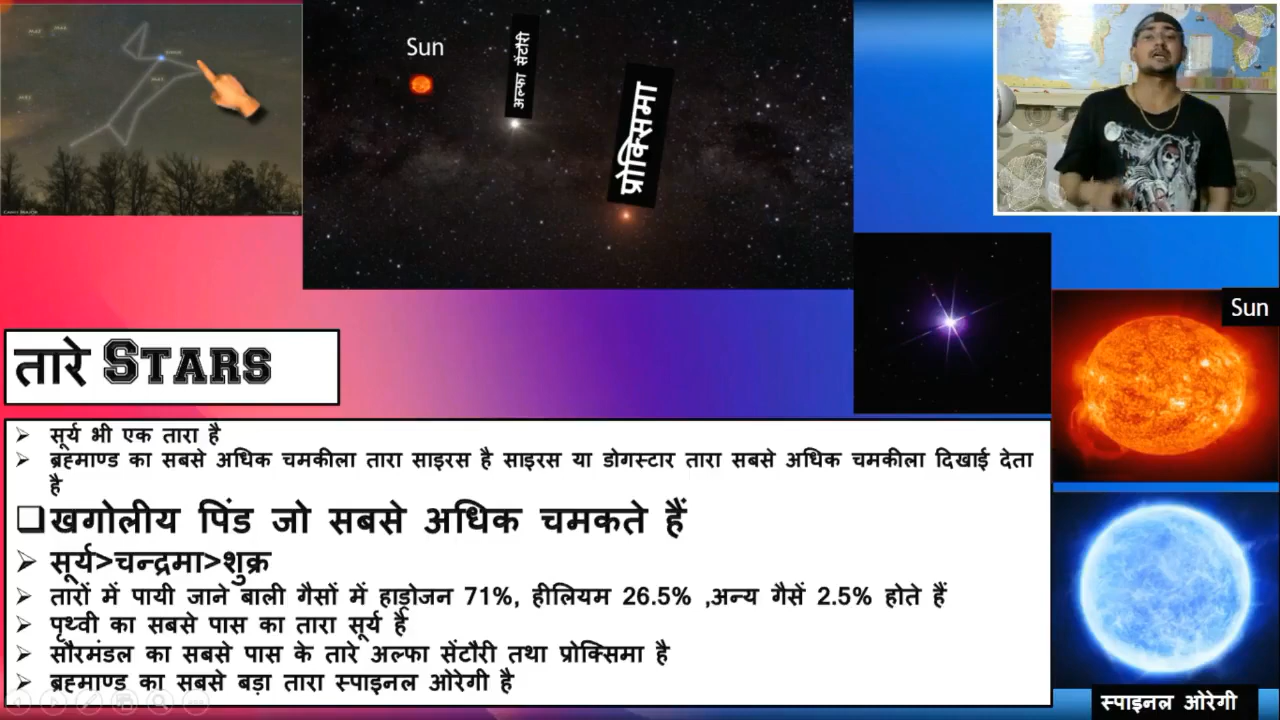 Sun
अल्फा सेंटौरी
प्रोक्सिमा
Sun
तारे STARS
सूर्य भी एक तारा है
ब्रह्माण्ड का सबसे अधिक चमकीला तारा साइरस है साइरस या डोगस्टार तारा सबसे अधिक चमकीला दिखाई देता
है
खगोलीय पिंड जो सबसे अधिक चमकते हैं
सूर्य>चन्द्रमा>शुक्र
तारों में पायी जाने बाली गैसों में हाड्रोजन 71%, हीलियम 26.5% ,अन्य गैसें 2.5% होते हैं
पृथ्वी का सबसे पास का तारा सूर्य है
सौरमंडल का सबसे पास के तारे अल्फा सेंटौरी तथा प्रोक्सिमा है
ब्रह्माण्ड का सबसे बड़ा तारा स्पाइनल ओरेगी है
स्पाइनल ओरेगी